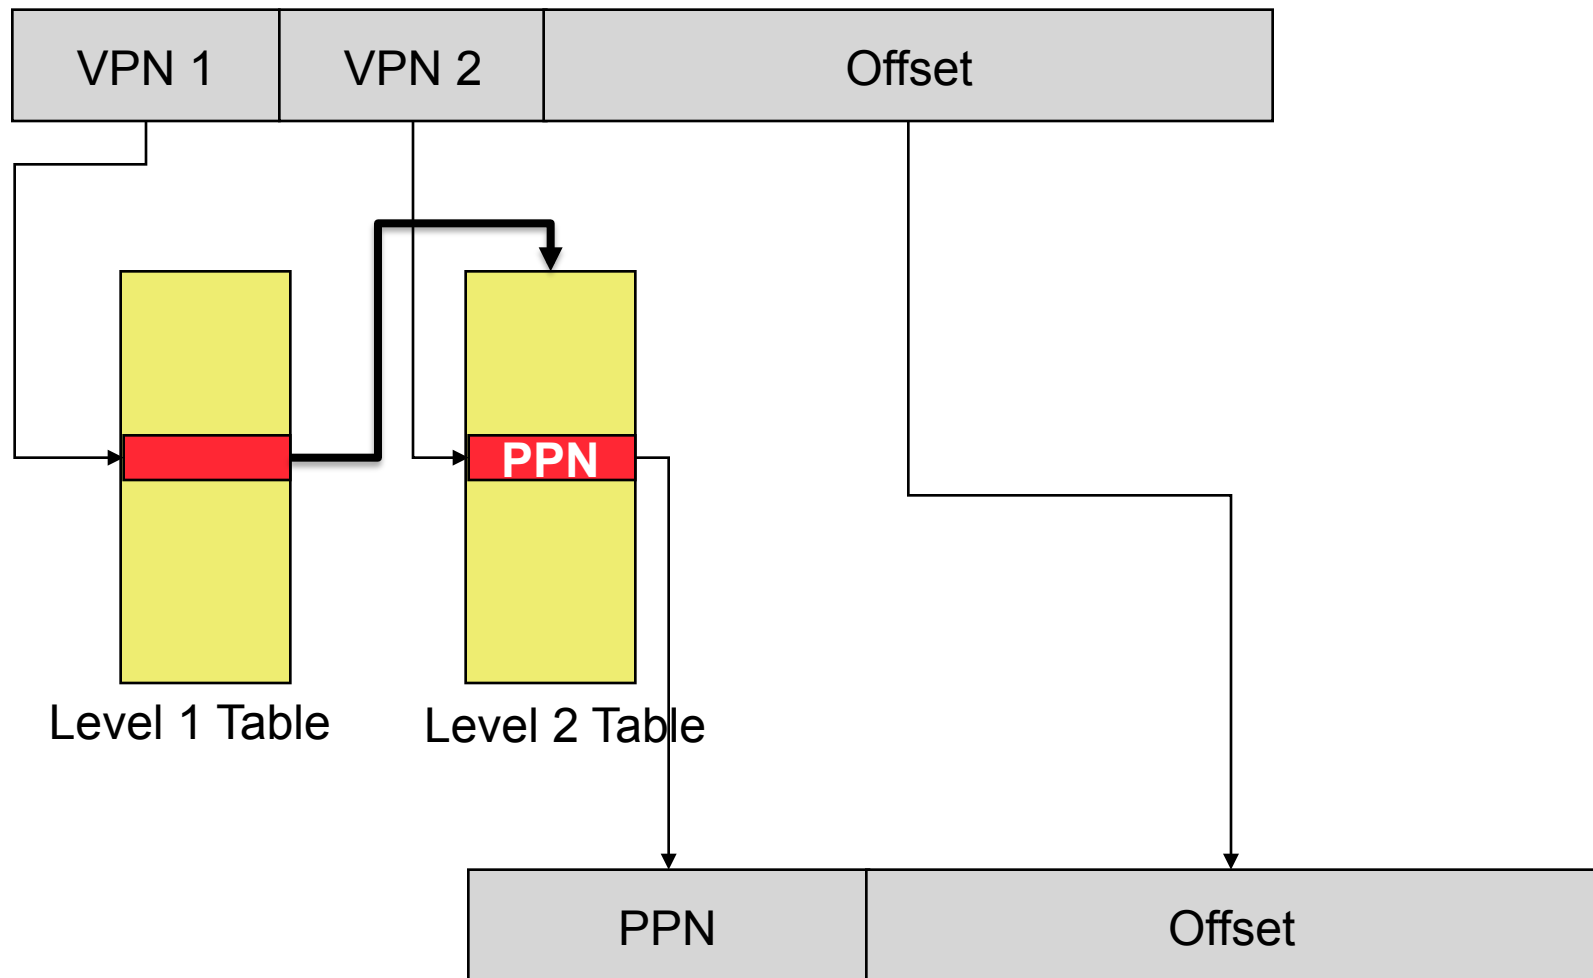 VPN 1
VPN 2
Offset
PPN
Level 1 Table
Level 2 Table
PPN
Offset